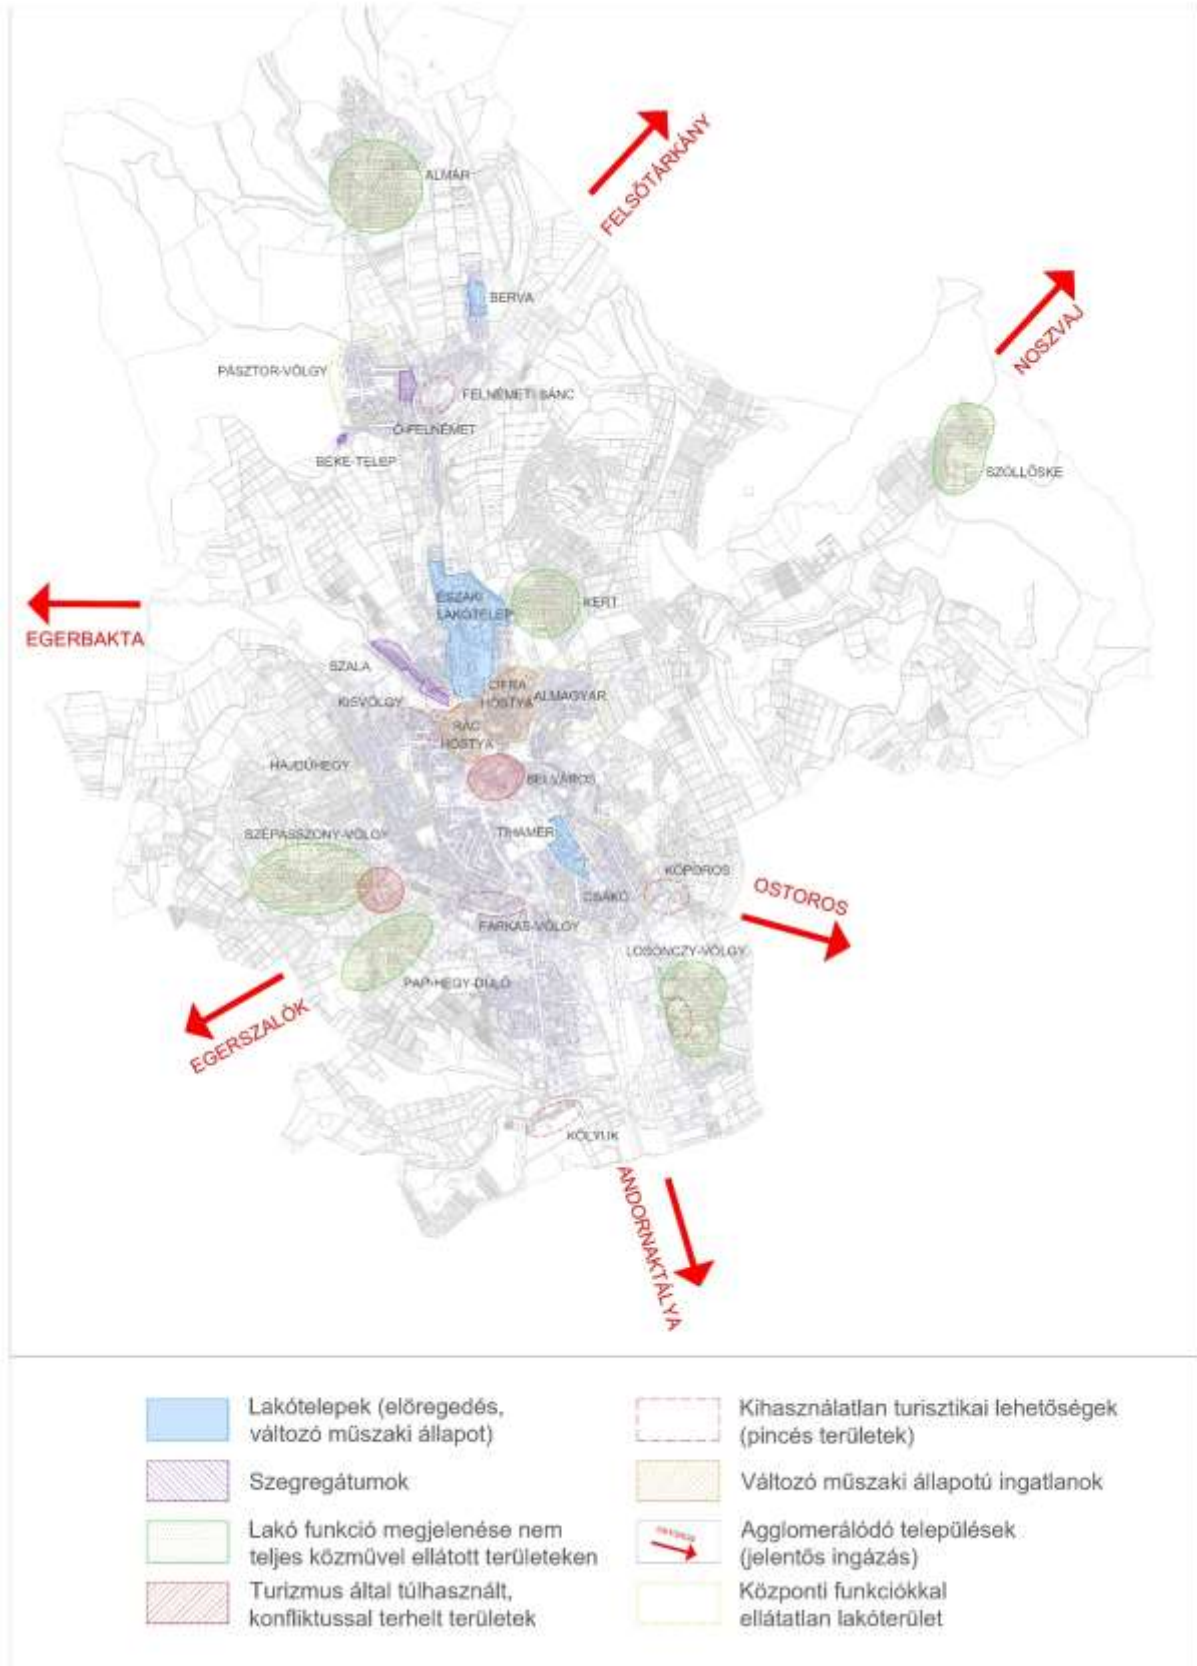 ALMÁR
FELSŐTÁRKÁNY
BERVA
NOSZVAJ
PÁSZTOR-VÖLGY
FELNÉMETI SÁNC
Ó-FELNÉMET
BÉKE-TELEP
SZŐLLŐSKE
ÉSZAKI
LAKÓTELEP
KERT
EGERBAKTA
SZALA
CIFRA
HÓSTYA
ALMAGYAR
KISVÖLGY
RÁC
HÓSTYA
HAJDÚHEGY
BELVÁROS
TIHAMÉR
SZÉPASSZONY-VÖLGY
KŐPOROS
OSTOROS
CSÁKÓ
FARKAS-VÖLGY
LOSONCZY-VÖLGY
PAP-HEGY-DŰLŐ
EGERSZALÓK
KŐLYUK
ANDORNAKTÁLYA
Lakótelepek (elöregedés,
változó műszaki állapot)
Szegregátumok
Lakó funkció megjelenése nem
teljes közművel ellátott területeken
Turizmus által túlhasznált,
konfliktussal terhelt területek
Kihasználatlan turisztikai lehetőségek
(pincés területek)
Változó műszaki állapotú ingatlanok
OSTOROS
Agglomerálódó települések
(jelentős ingázás)
Központi funkciókkal
ellátatlan lakóterület